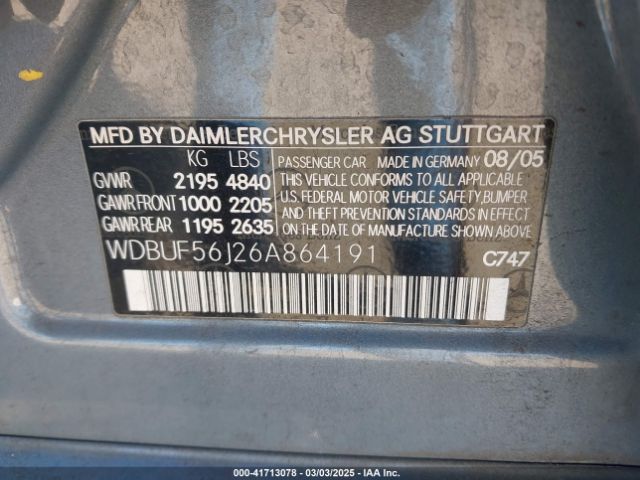 MFD BY DAIMLERCHRYSLER AG STUTTGART
KG LBS PASSENGER CAR MADE IN GERMANY 08/05
GVWR 2195 4840 THIS VEHICLE CONFORMS TO ALL APPLICABLE
GAWR FRONT 1000 2205 U.S. FEDERAL MOTOR VEHICLE SAFETY, BUMPER
GAWR REAR 1195 2635 AND THEFT PREVENTION STANDARDS IN EFFECT
ON THE DATE OF MANUFACTURE SHOWN ABOVE.
WDBUF56J26A864191 C747
000-41713078 - 03/03/2025 - IAA Inc.